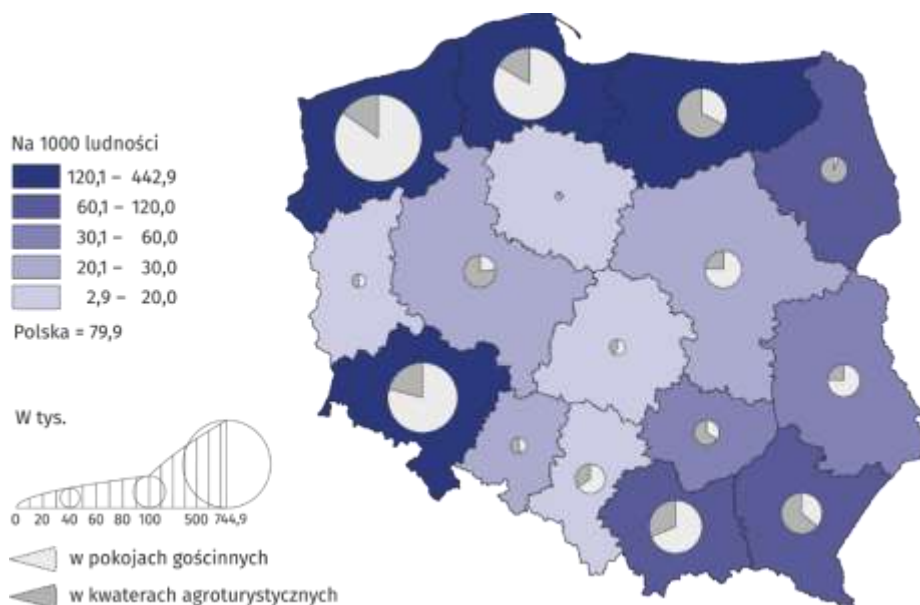 Na 1000 ludności
120,1 – 442,9
60,1 – 120,0
30,1 – 60,0
20,1 – 30,0
2,9 – 20,0
Polska = 79,9
W tys.
0 20 40 60 80 100 500 744,9
w pokojach gościnnych
w kwaterach agroturystycznych